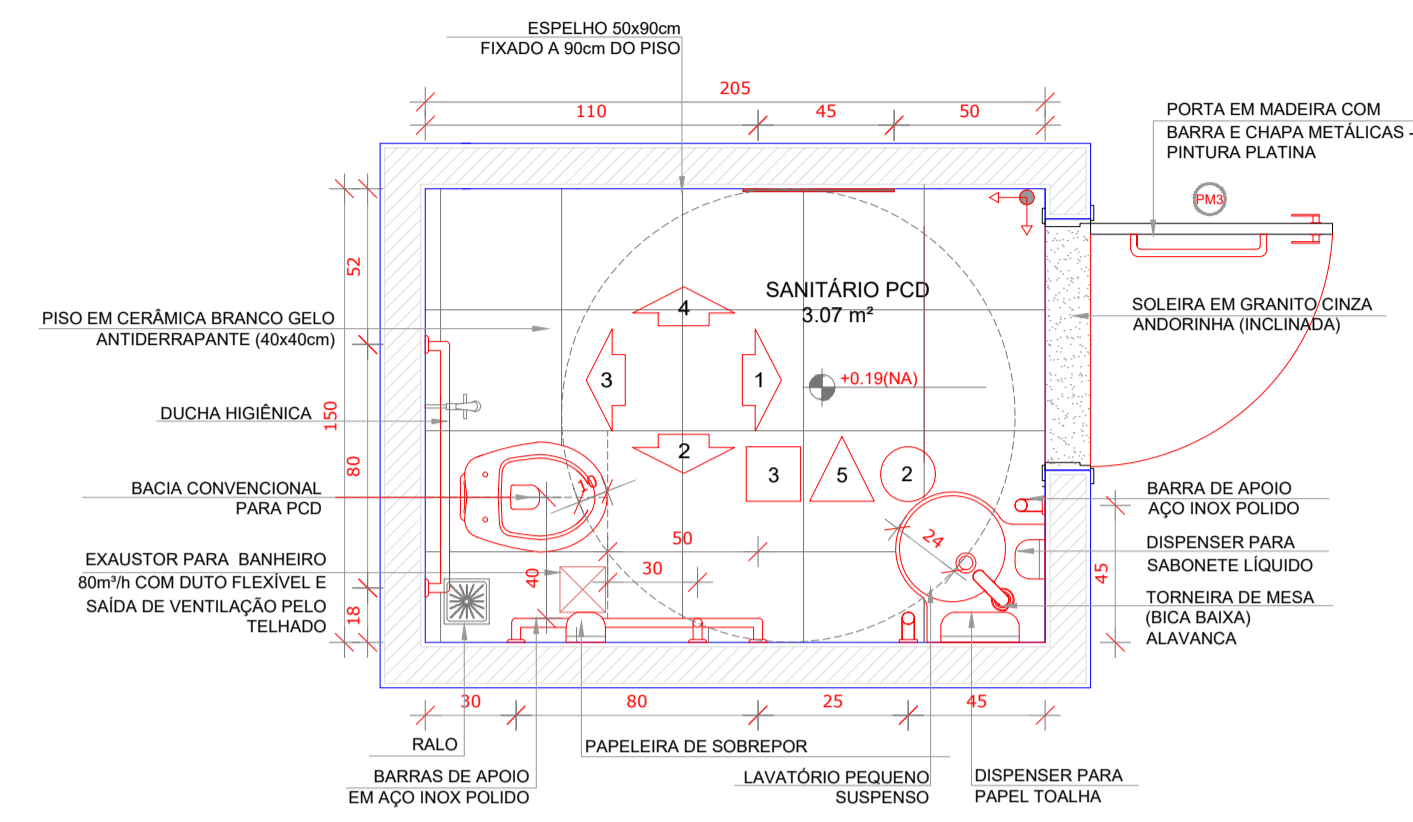 ESPELHO 50x90cm
FIXADO A 90cm DO PISO
205
110
45
50
PORTA EM MADEIRA COM
BARRA E CHAPA METÁLICAS -
PINTURA PLATINA
PM3
52
SANITÁRIO PCD
3.07 m²
4
SOLEIRA EM GRANITO CINZA
ANDORINHA (INCLINADA)
PISO EM CERÂMICA BRANCO GELO
ANTIDERRAPANTE (40x40cm)
3
1
+0.19(NA)
DUCHA HIGIÊNICA
150
2
3
5
2
80
10
BACIA CONVENCIONAL
PARA PCD
BARRA DE APOIO
AÇO INOX POLIDO
50
24
DISPENSER PARA
SABONETE LÍQUIDO
EXAUSTOR PARA BANHEIRO
80m³/h COM DUTO FLEXÍVEL E
SAÍDA DE VENTILAÇÃO PELO
TELHADO
30
40
45
18
TORNEIRA DE MESA
(BICA BAIXA)
ALAVANCA
30
80
25
45
RALO
PAPELEIRA DE SOBREPOR
BARRAS DE APOIO
EM AÇO INOX POLIDO
LAVATÓRIO PEQUENO
SUSPENSO
DISPENSER PARA
PAPEL TOALHA